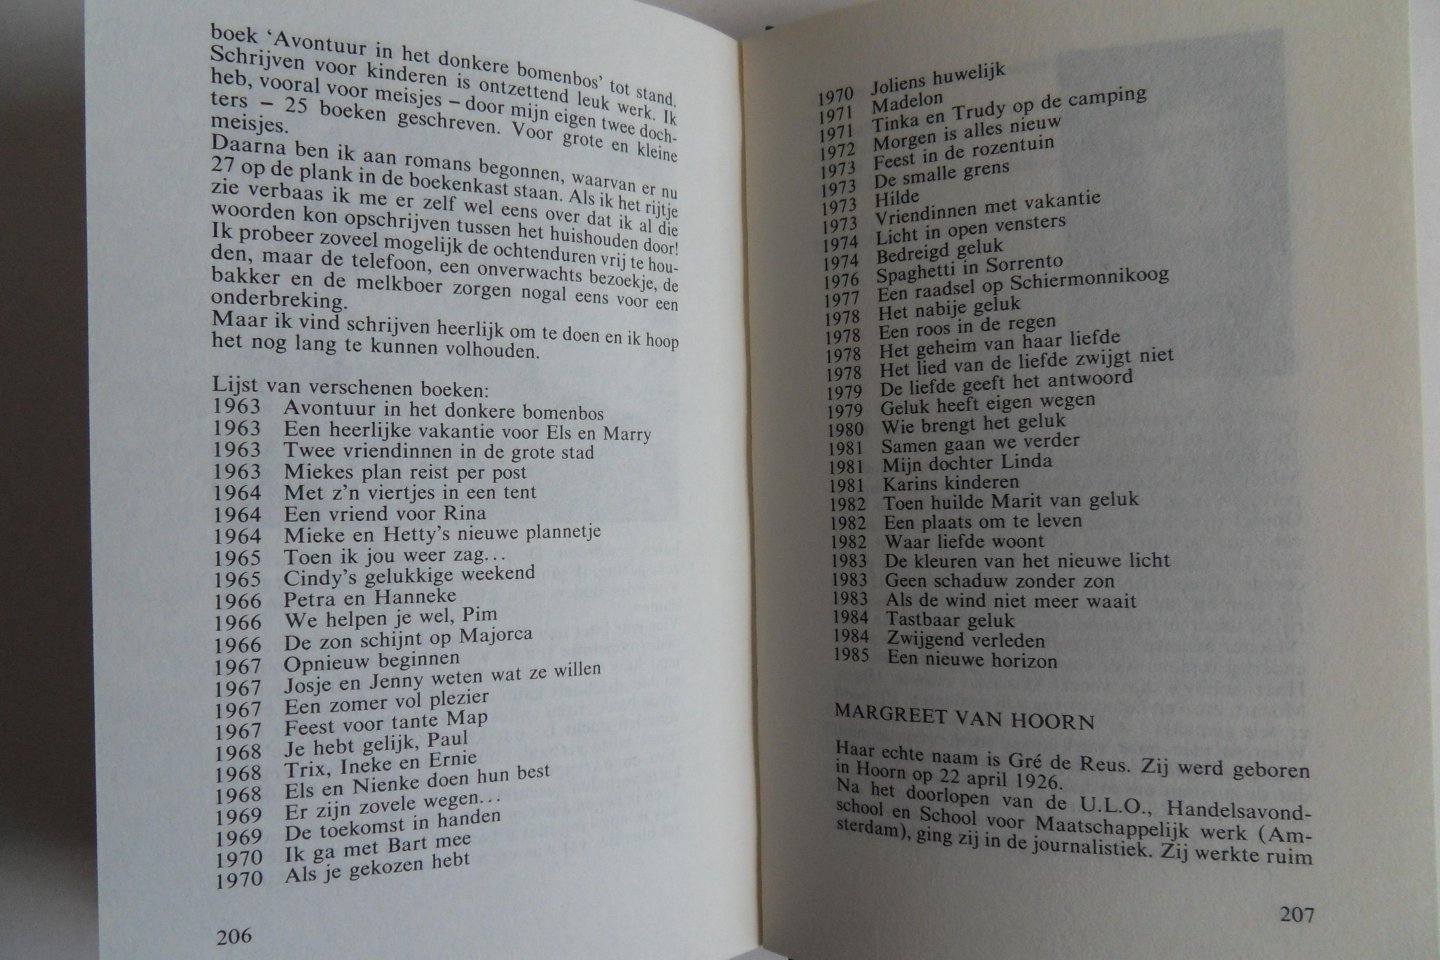 boek ‘Avontuur in het donkere bomenbos’ tot stand.
Schrijven voor kinderen is ontzettend leuk werk. Ik
heb, vooral voor meisjes – door mijn eigen twee doch-
ters – 25 boeken geschreven. Voor grote en kleine
meisjes.
Daarna ben ik aan romans begonnen, waarvan er nu
27 op de plank in de boekenkast staan. Als ik het rijtje
zie verbaas ik me er zelf wel eens over dat ik al die
woorden kon opschrijven tussen het huishouden door!
Ik probeer zoveel mogelijk de ochtenduren vrij te hou-
den, maar de telefoon, een onverwachts bezoekje, de
bakker en de melkboer zorgen nogal eens voor een
onderbreking.
Maar ik vind schrijven heerlijk om te doen en ik hoop
het nog lang te kunnen volhouden.
Lijst van verschenen boeken:
1963 Avontuur in het donkere bomenbos
1963 Een heerlijke vakantie voor Els en Marry
1963 Twee vriendinnen in de grote stad
1963 Miekes plan reist per post
1964 Met z’n viertjes in een tent
1964 Een vriend voor Rina
1964 Mieke en Hetty’s nieuwe plannetje
1965 Toen ik jou weer zag...
1965 Cindy’s gelukkige weekend
1966 Petra en Hanneke
1966 We helpen je wel, Pim
1966 De zon schijnt op Majorca
1967 Opnieuw beginnen
1967 Josje en Jenny weten wat ze willen
1967 Een zomer vol plezier
1967 Feest voor tante Map
1968 Je hebt gelijk, Paul
1968 Trix, Ineke en Ernie
1968 Els en Nienke doen hun best
1969 Er zijn zovele wegen...
1969 De toekomst in handen
1970 Ik ga met Bart mee
1970 Als je gekozen hebt
206
1970 Joliens huwelijk
1971 Madelon
1971 Tinka en Trudy op de camping
1972 Morgen is alles nieuw
1973 Feest in de rozentuin
1973 De smalle grens
1973 Hilde
1973 Vriendinnen met vakantie
1974 Licht in open vensters
1974 Bedreigd geluk
1976 Spaghetti in Sorrento
1977 Een raadsel op Schiermonnikoog
1978 Het nabije geluk
1978 Een roos in de regen
1978 Het geheim van haar liefde
1978 Het lied van de liefde zwijgt niet
1979 De liefde geeft het antwoord
1979 Geluk heeft eigen wegen
1980 Wie brengt het geluk
1981 Samen gaan we verder
1981 Mijn dochter Linda
1981 Karins kinderen
1982 Toen huilde Marit van geluk
1982 Een plaats om te leven
1982 Waar liefde woont
1983 De kleuren van het nieuwe licht
1983 Geen schaduw zonder zon
1983 Als de wind niet meer waait
1984 Tastbaar geluk
1984 Zwijgend verleden
1985 Een nieuwe horizon
MARGREET VAN HOORN
Haar echte naam is Gré de Reus. Zij werd geboren
in Hoorn op 22 april 1926.
Na het doorlopen van de U.L.O., Handelsavond-
school en School voor Maatschappelijk werk (Am-
sterdam), ging zij in de journalistiek. Zij werkte ruim
207